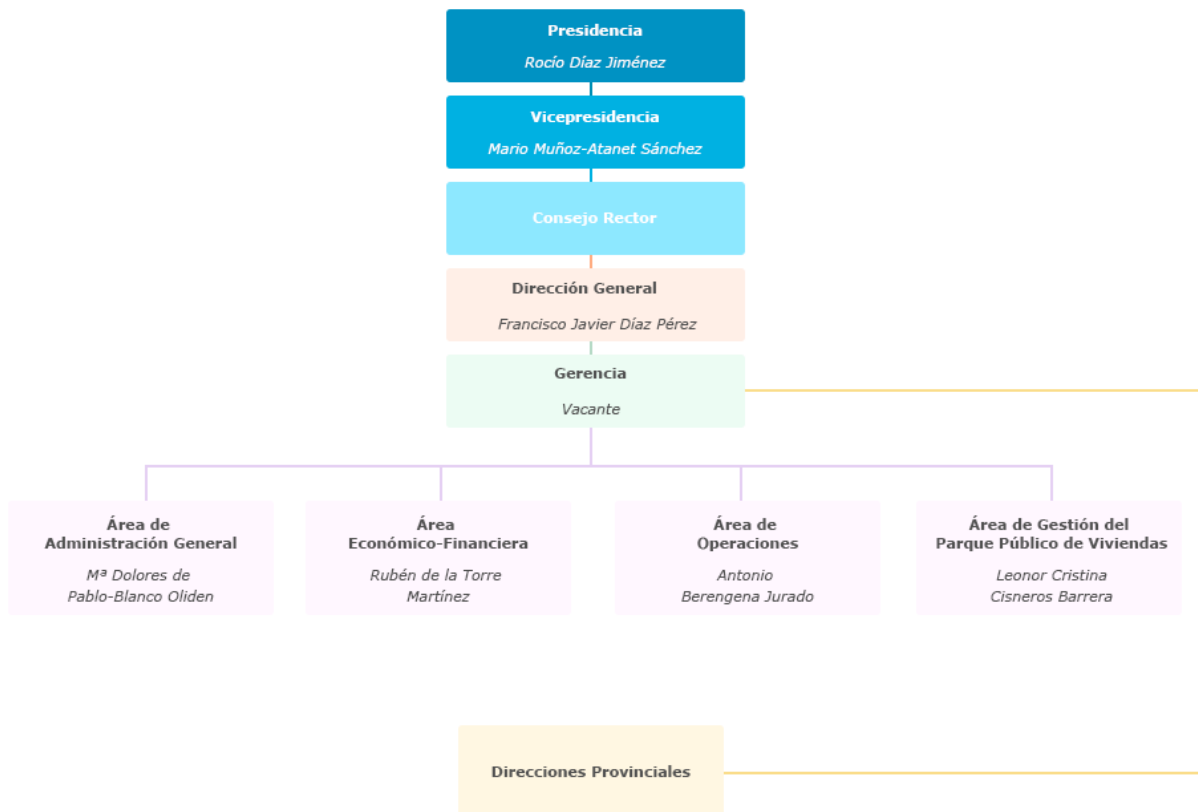 Presidencia
Rocío Díaz Jiménez
Vicepresidencia
Mario Muñoz-Atanet Sánchez
Consejo Rector
Dirección General
Francisco Javier Díaz Pérez
Gerencia
Vacante
Área de
Administración General
Mª Dolores de
Pablo-Blanco Oliden
Área
Económico-Financiera
Rubén de la Torre
Martínez
Área de
Operaciones
Antonio
Berengena Jurado
Área de Gestión del
Parque Público de Viviendas
Leonor Cristina
Cisneros Barrera
Direcciones Provinciales